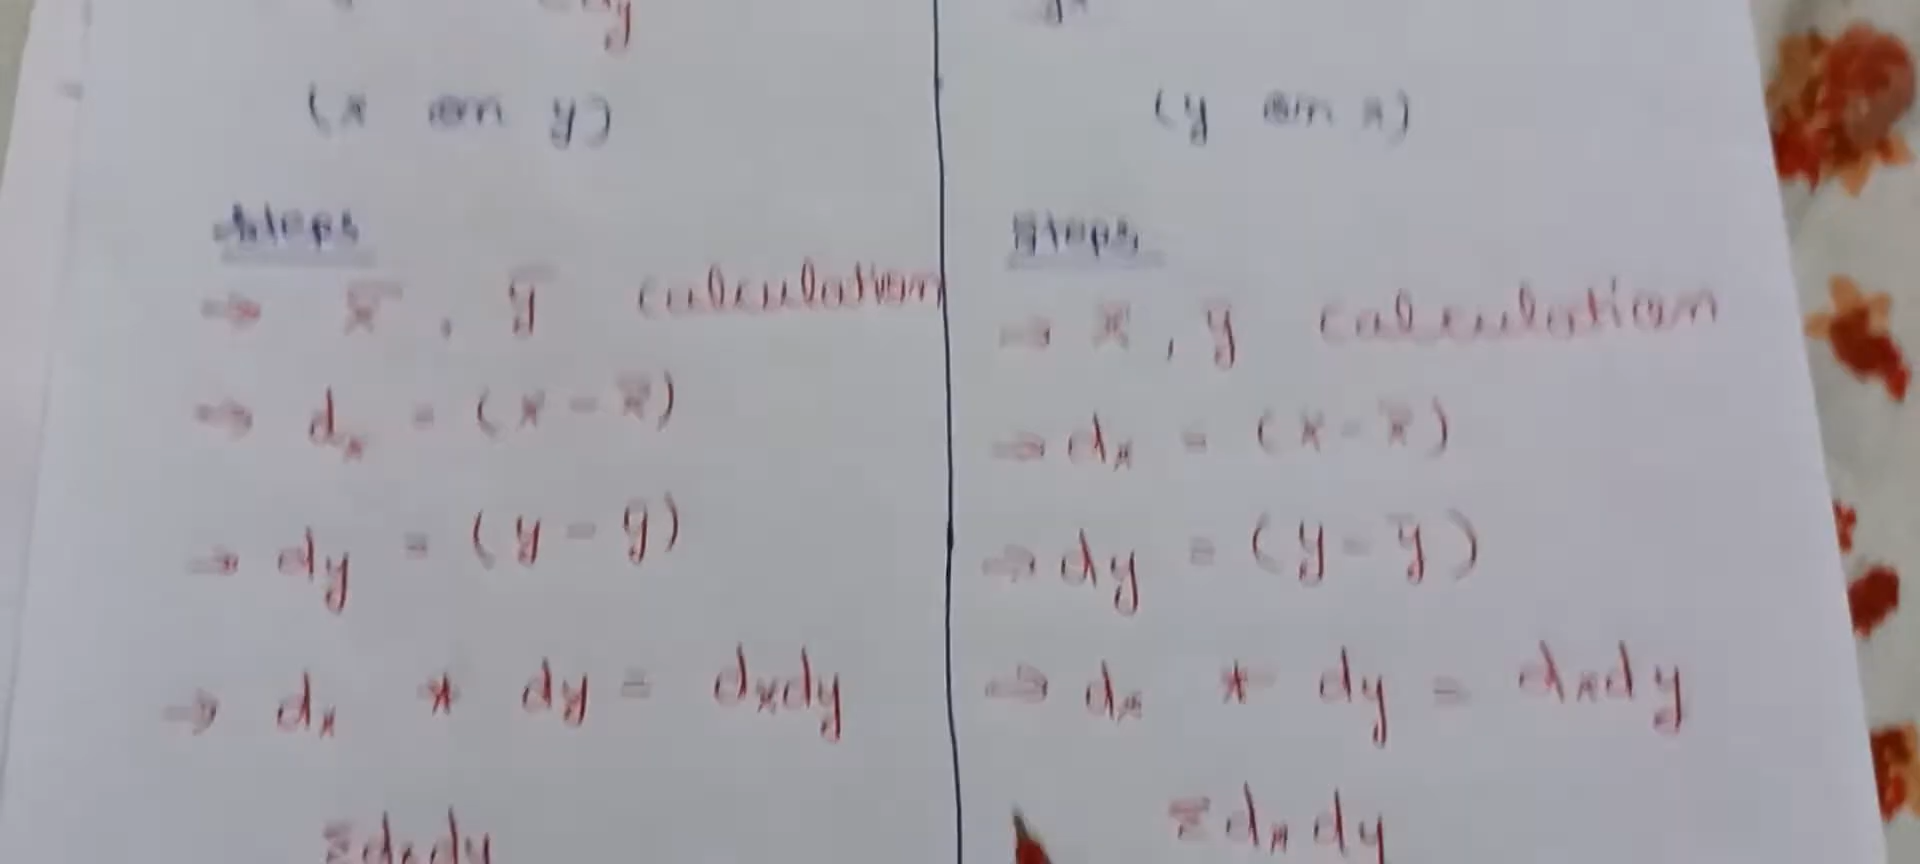 (x on y)
Steps
→ x̅ , y̅ calculation
→ dx = (x - x̅)
→ dy = (y - y̅)
→ dx * dy = dxdy
Σdxdy
(y on x)
Steps
→ x̅ , y̅ calculation
→ dx = (x - x̅)
→ dy = (y - y̅)
→ dx * dy = dxdy
Σdxdy